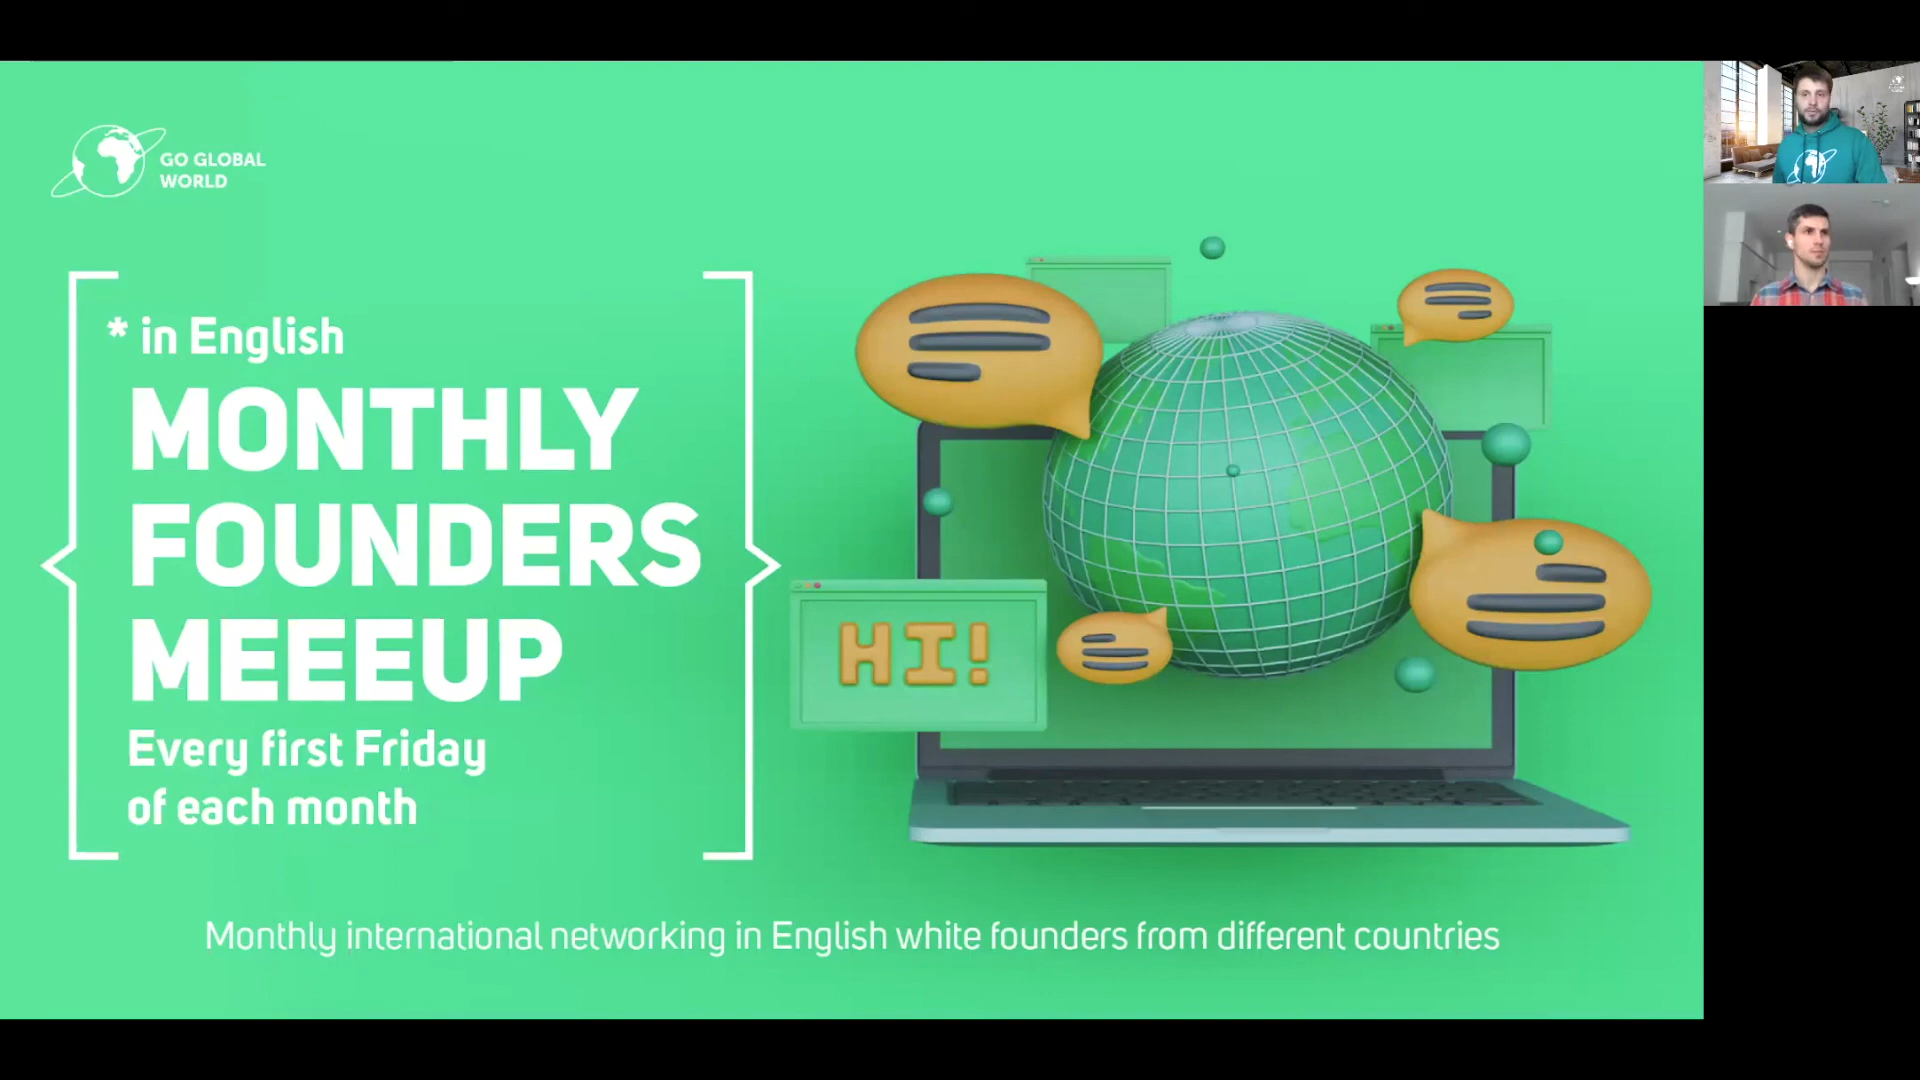 GO GLOBAL
WORLD
* in English
MONTHLY
FOUNDERS
MEEEUP
Every first Friday
of each month
HI!
Monthly international networking in English white founders from different countries